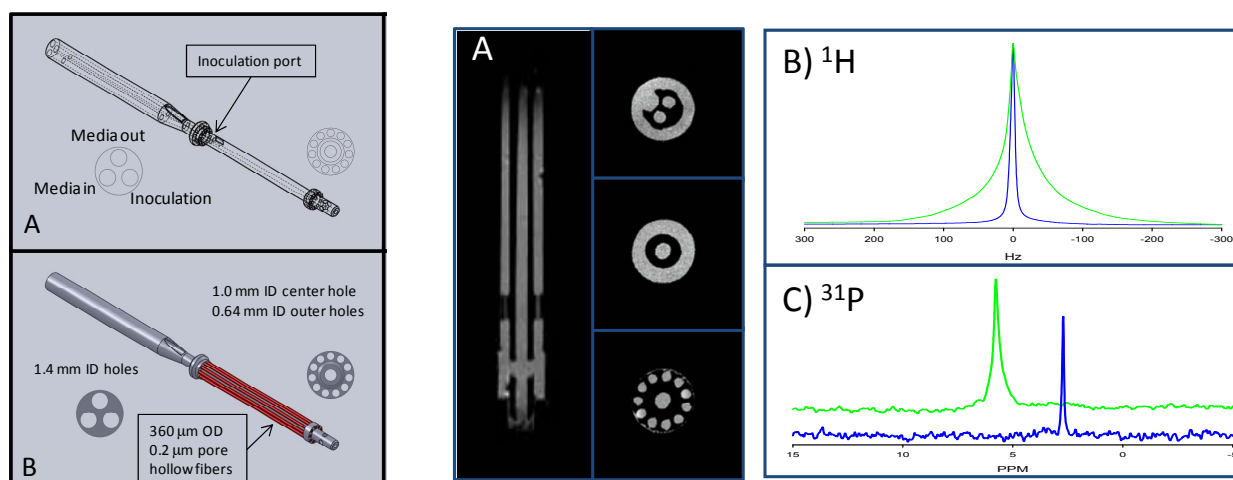 Inoculation port
Media out
Media in
Inoculation
A
1.0 mm ID center hole
0.64 mm ID outer holes
1.4 mm ID holes
360 µm OD
0.2 µm pore
hollow fibers
B
A
B) ¹H
300 200 100 0 -100 -200 -300
Hz
C) ³¹P
15 10 5 0 -5
PPM